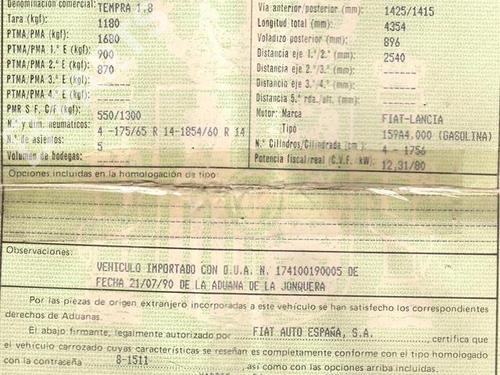 Denominación comercial: TEMPRA 1.8
Tara (kgf): 1180
PTMA/PMA (kgf): 1680
PTMA/PMA 1.º E (kgf): 900
PTMA/PMA 2.º E (kgf): 870
PTMA/PMA 3.º E (kgf): ------
PTMA/PMA 4.º E (kgf): ------
PMR S F. C/F (kgf): 550/1300
N.º y dim. neumáticos: 4 -175/65 R 14-1854/60 R 14
N.º de asientos: 5
Volumen de bodegas: ------
Via anterior/posterior (mm): 1425/1415
Longitud total (mm): 4354
Voladizo posterior (mm): 896
Distancia eje 1.º/2.º (mm): 2540
Distancia eje 2.º/3.º (mm): ------
Distancia eje 3.º/4.º (mm): ------
Distancia 5.ª rda./alt. (mm): ------
Motor: Marca FIAT-LANCIA
Tipo 159A4.000 (GASOLINA)
N.º Cilindros/Cilindrada (cm³): 4 - 1756
Potencia fiscal/real (C.V.F. kW): 12,31/80
Opciones incluidas en la homologación de tipo
Observaciones:
VEHICULO IMPORTADO CON D.U.A. N. 174100190005 DE
FECHA 21/07/90 DE LA ADUANA DE LA JONQUERA
Por las piezas de origen extranjero incorporadas a este vehículo se han satisfecho los correspondientes
derechos de Aduanas.
El abajo firmante, legalmente autorizado por FIAT AUTO ESPAÑA, S.A. , certifica que
el vehículo carrozado cuyas características se reseñan es completamente conforme con el tipo homologado
con la contraseña 8-1511 , así como con las opciones arriba incluidas.